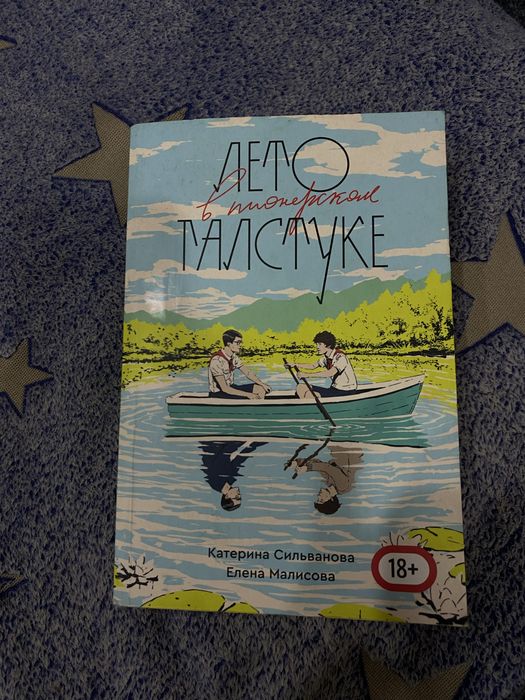 ЛЕТО
в пионерском
ГАЛСТУКЕ
Катерина Сильванова
Елена Малисова
18+